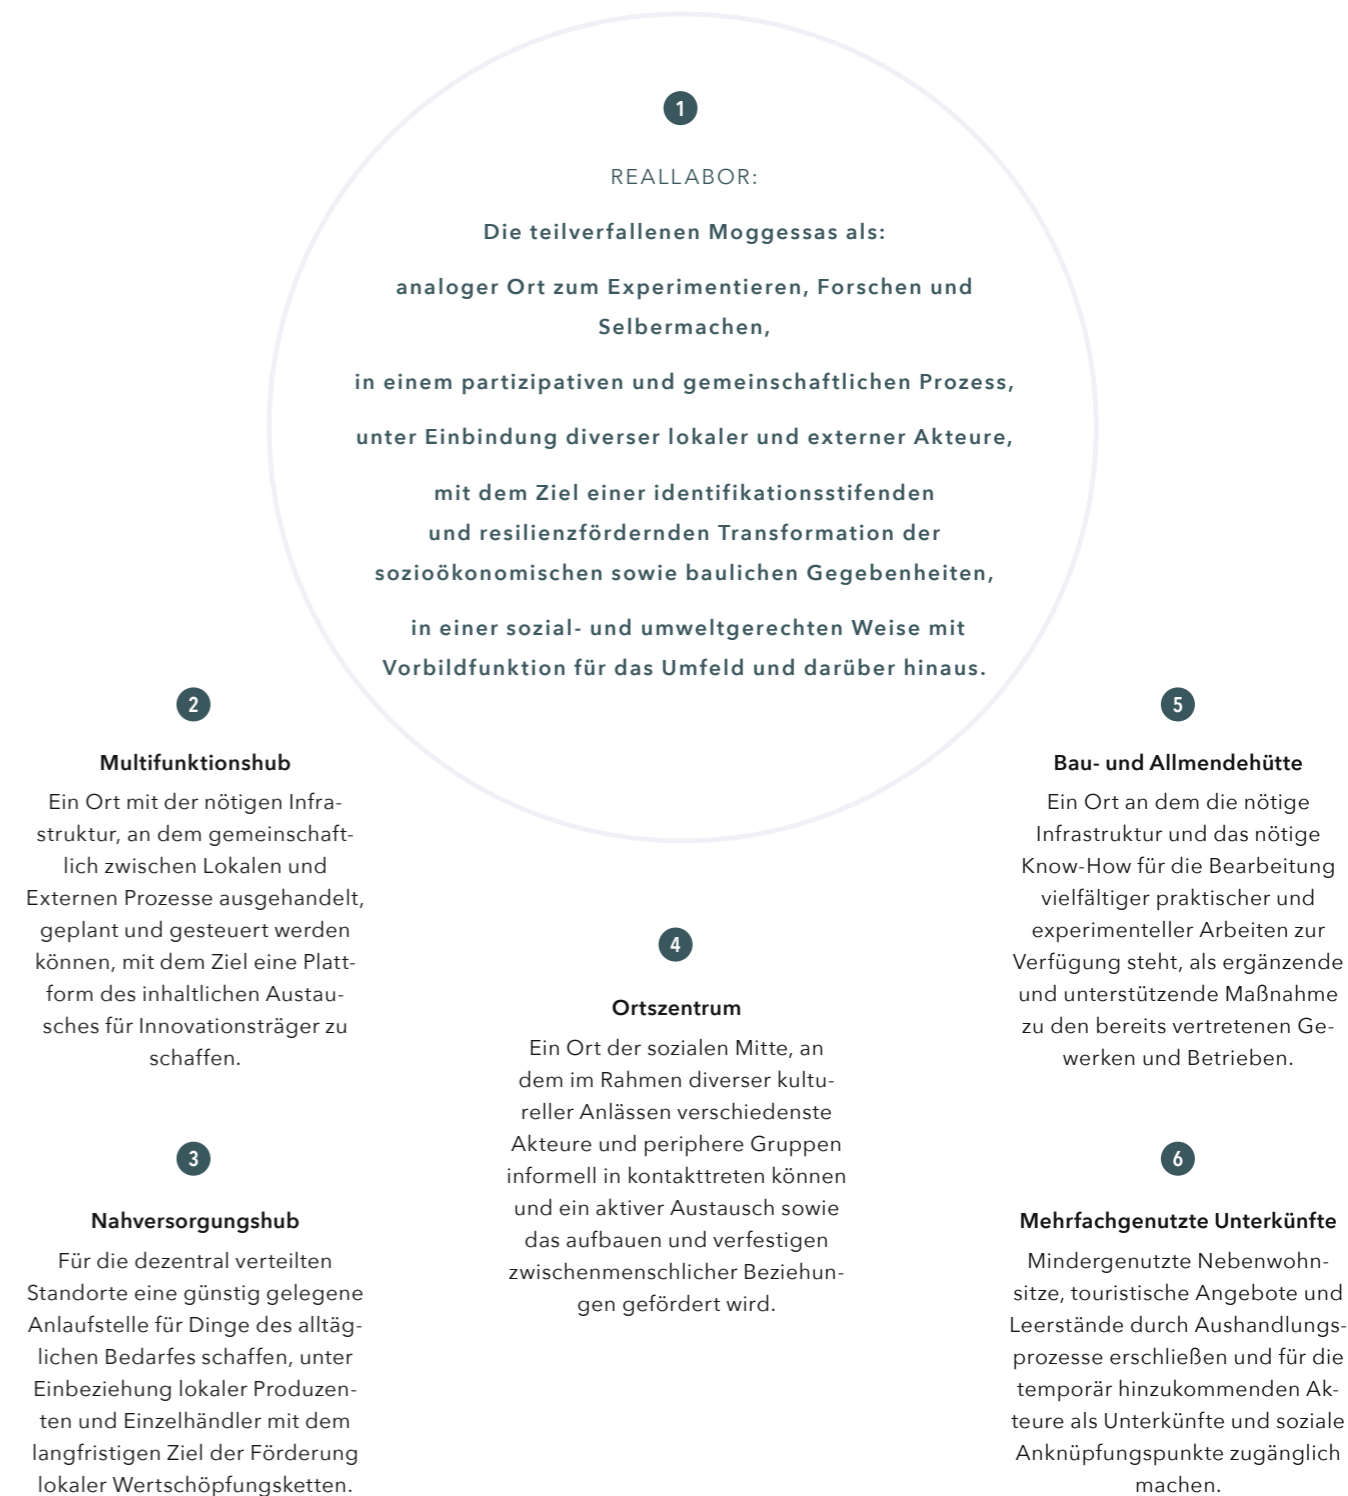 1
REALLABOR:
Die teilverfallenen Moggessas als:
analoger Ort zum Experimentieren, Forschen und
Selbermachen,
in einem partizipativen und gemeinschaftlichen Prozess,
unter Einbindung diverser lokaler und externer Akteure,
mit dem Ziel einer identifikationsstifenden
und resilienzfördernden Transformation der
sozioökonomischen sowie baulichen Gegebenheiten,
in einer sozial- und umweltgerechten Weise mit
Vorbildfunktion für das Umfeld und darüber hinaus.
2
Multifunktionshub
Ein Ort mit der nötigen Infra-
struktur, an dem gemeinschaft-
lich zwischen Lokalen und
Externen Prozesse ausgehandelt,
geplant und gesteuert werden
können, mit dem Ziel eine Platt-
form des inhaltlichen Austau-
sches für Innovationsträger zu
schaffen.
3
Nahversorgungshub
Für die dezentral verteilten
Standorte eine günstig gelegene
Anlaufstelle für Dinge des alltäg-
lichen Bedarfes schaffen, unter
Einbeziehung lokaler Produzen-
ten und Einzelhändler mit dem
langfristigen Ziel der Förderung
lokaler Wertschöpfungsketten.
4
Ortszentrum
Ein Ort der sozialen Mitte, an
dem im Rahmen diverser kultu-
reller Anlässen verschiedenste
Akteure und periphere Gruppen
informell in kontakttreten können
und ein aktiver Austausch sowie
das aufbauen und verfestigen
zwischenmenschlicher Beziehun-
gen gefördert wird.
5
Bau- und Allmendehütte
Ein Ort an dem die nötige
Infrastruktur und das nötige
Know-How für die Bearbeitung
vielfältiger praktischer und
experimenteller Arbeiten zur
Verfügung steht, als ergänzende
und unterstützende Maßnahme
zu den bereits vertretenen Ge-
werken und Betrieben.
6
Mehrfachgenutzte Unterkünfte
Mindergenutzte Nebenwohn-
sitze, touristische Angebote und
Leerstände durch Aushandlungs-
prozesse erschließen und für die
temporär hinzukommenden Ak-
teure als Unterkünfte und soziale
Anknüpfungspunkte zugänglich
machen.